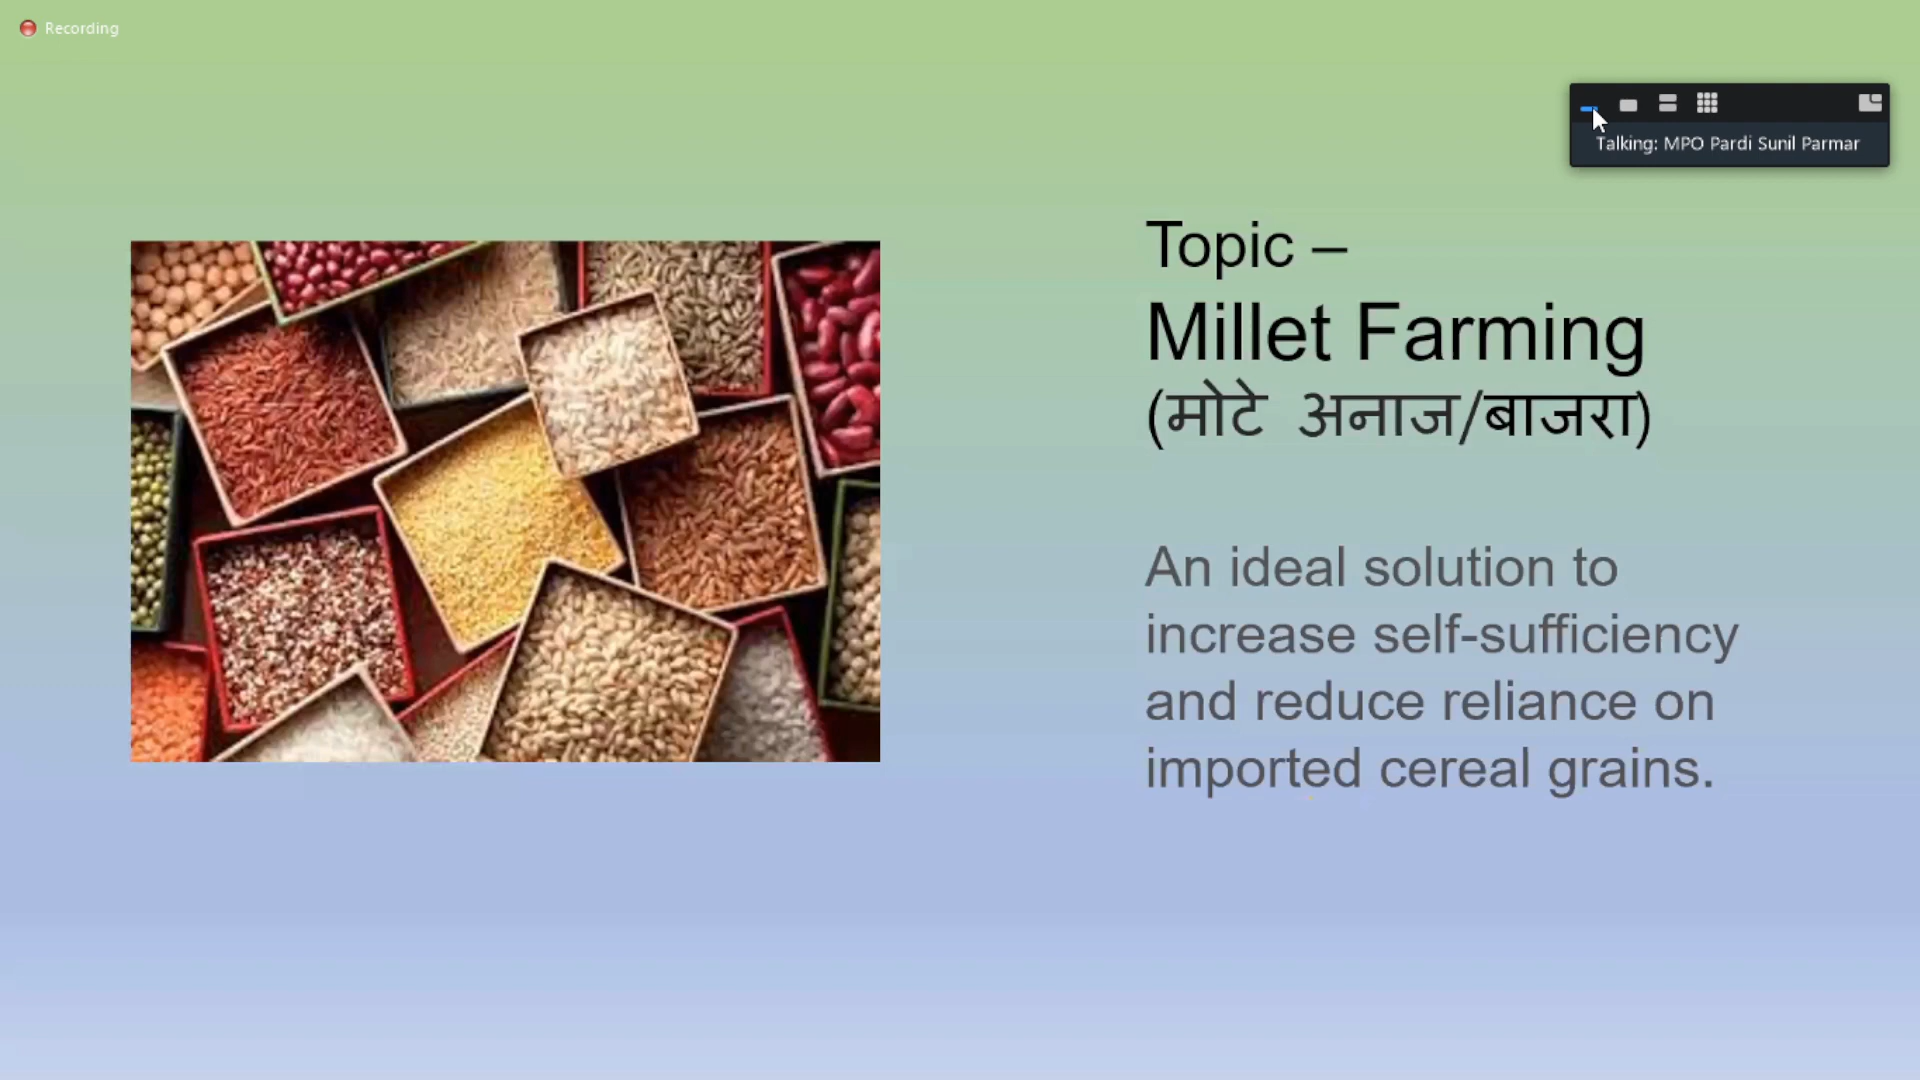 Recording
Talking: MPO Pardi Sunil Parmar
Topic –
Millet Farming
(मोटे अनाज/बाजरा)
An ideal solution to
increase self-sufficiency
and reduce reliance on
imported cereal grains.